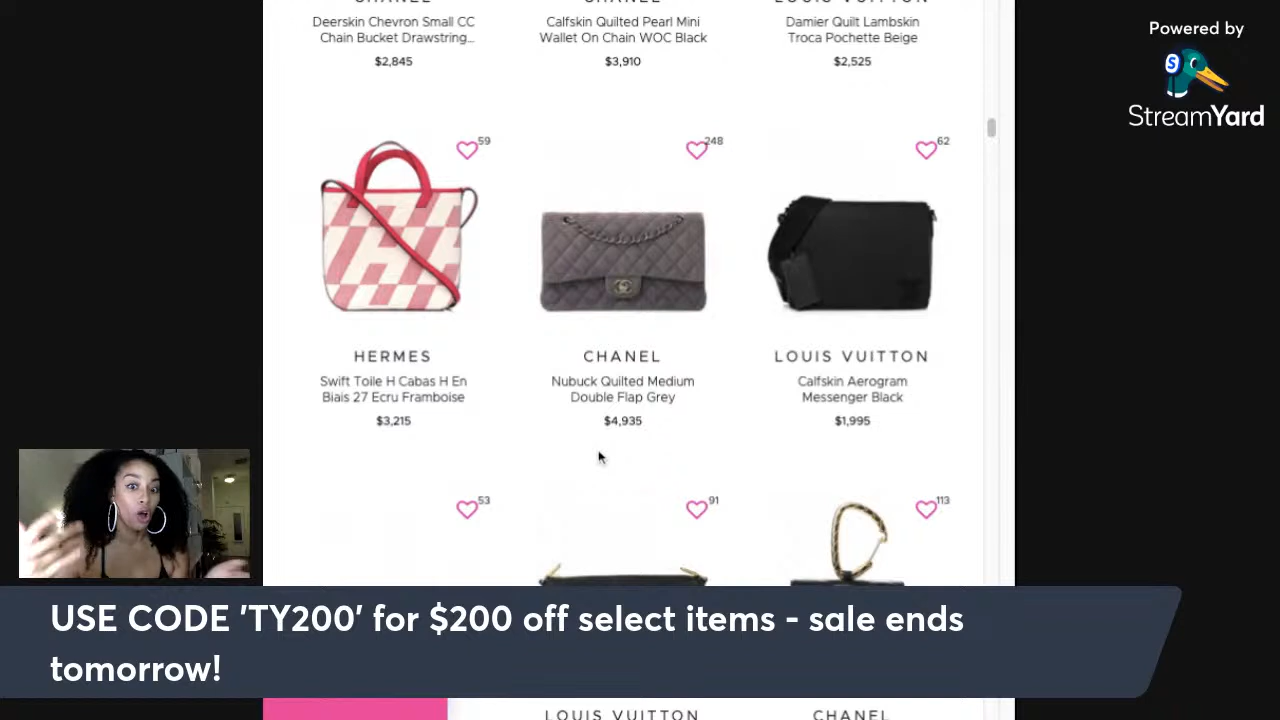 CHANEL
CHANEL
LOUIS VUITTON
Deerskin Chevron Small CC
Chain Bucket Drawstring...
$2,845
Calfskin Quilted Pearl Mini
Wallet On Chain WOC Black
$3,910
Damier Quilt Lambskin
Troca Pochette Beige
$2,525
Powered by
S
StreamYard
59
248
62
HERMES
Swift Toile H Cabas H En
Biais 27 Ecru Framboise
$3,215
CHANEL
Nubuck Quilted Medium
Double Flap Grey
$4,935
LOUIS VUITTON
Calfskin Aerogram
Messenger Black
$1,995
53
91
113
USE CODE 'TY200' for $200 off select items - sale ends
tomorrow!
LOUIS VUITTON
CHANEL